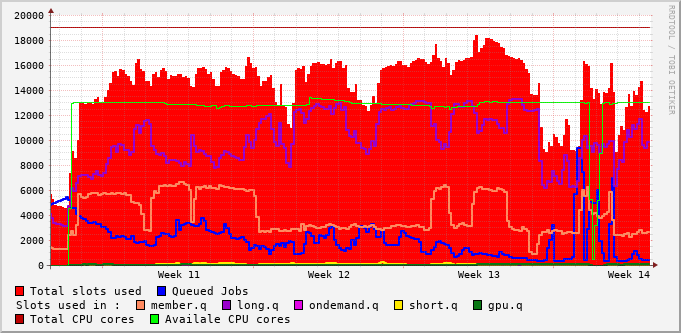 RRDTOOL / TOBI OETIKER
20000
18000
16000
14000
12000
10000
8000
6000
4000
2000
0
Week 11 Week 12 Week 13 Week 14
Total slots used Queued Jobs
Slots used in : member.q long.q ondemand.q short.q gpu.q
Total CPU cores Availale CPU cores